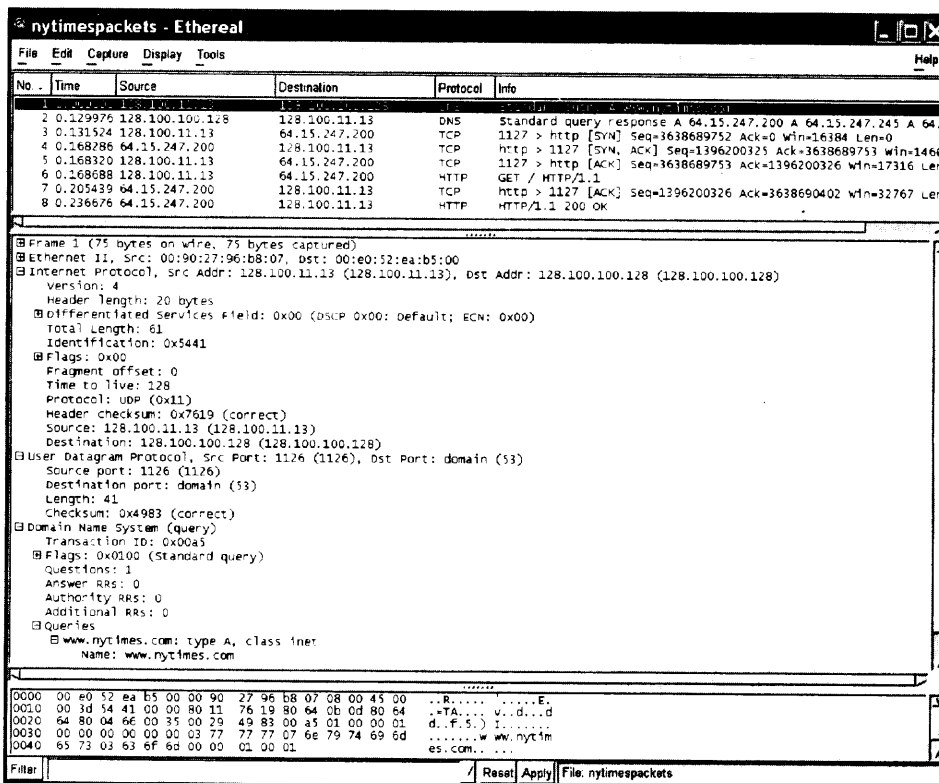 nytimespackets - Ethereal
File Edit Capture Display Tools Help
No. . Time Source Destination Protocol Info
1
2 0.129976 128.100.100.128 128.100.11.13 DNS Standard query response A 64.15.247.200 A 64.15.247.245 A 64.
3 0.131524 128.100.11.13 64.15.247.200 TCP 1127 > http [SYN] Seq=3638689752 Ack=0 Win=16384 Len=0
4 0.168286 64.15.247.200 128.100.11.13 TCP http > 1127 [SYN, ACK] Seq=1396200325 Ack=3638689753 Win=1460
5 0.168320 128.100.11.13 64.15.247.200 TCP 1127 > http [ACK] Seq=3638689753 Ack=1396200326 Win=17316 Len
6 0.168688 128.100.11.13 64.15.247.200 HTTP GET / HTTP/1.1
7 0.205439 64.15.247.200 128.100.11.13 TCP http > 1127 [ACK] Seq=1396200326 Ack=3638690402 Win=32767 Len
8 0.236676 64.15.247.200 128.100.11.13 HTTP HTTP/1.1 200 OK
Frame 1 (75 bytes on wire, 75 bytes captured)
Ethernet II, Src: 00:90:27:96:b8:07, Dst: 00:e0:52:ea:b5:00
Internet Protocol, Src Addr: 128.100.11.13 (128.100.11.13), Dst Addr: 128.100.100.128 (128.100.100.128)
Version: 4
Header length: 20 bytes
Differentiated Services Field: 0x00 (DSCP 0x00: Default; ECN: 0x00)
Total Length: 61
Identification: 0x5441
Flags: 0x00
Fragment offset: 0
Time to live: 128
Protocol: UDP (0x11)
Header checksum: 0x7619 (correct)
Source: 128.100.11.13 (128.100.11.13)
Destination: 128.100.100.128 (128.100.100.128)
User Datagram Protocol, Src Port: 1126 (1126), Dst Port: domain (53)
Source port: 1126 (1126)
Destination port: domain (53)
Length: 41
Checksum: 0x4983 (correct)
Domain Name System (query)
Transaction ID: 0x00a5
Flags: 0x0100 (Standard query)
Questions: 1
Answer RRs: 0
Authority RRs: 0
Additional RRs: 0
Queries
www.nytimes.com: type A, class inet
Name: www.nytimes.com
0000 00 e0 52 ea b5 00 00 90 27 96 b8 07 08 00 45 00 ..R..... '.....E.
0010 00 3d 54 41 00 00 80 11 76 19 80 64 0b 0d 80 64 .=TA.... v..d...d
0020 64 80 04 66 00 35 00 29 49 83 00 a5 01 00 00 01 d..f.5.) I.......
0030 00 00 00 00 00 00 03 77 77 77 07 6e 79 74 69 6d .......w ww.nytim
0040 65 73 03 63 6f 6d 00 00 01 00 01 es.com.. ...
Filter / Reset Apply File: nytimespackets